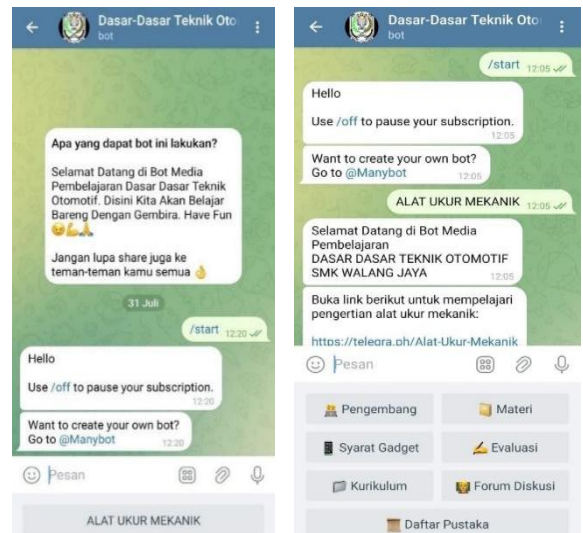 Dasar-Dasar Teknik Oto
bot
Apa yang dapat bot ini lakukan?
Selamat Datang di Bot Media
Pembelajaran Dasar Dasar Teknik
Otomotif. Disini Kita Akan Belajar
Bareng Dengan Gembira. Have Fun
😉💪🙏
Jangan lupa share juga ke
teman-teman kamu semua 👌
31 Juli
/start 12:20
Hello
Use /off to pause your subscription.
12:20
Want to create your own bot?
Go to @Manybot 12:20
Pesan
ALAT UKUR MEKANIK
Dasar-Dasar Teknik Oto
bot
/start 12:05
Hello
Use /off to pause your subscription.
12:05
Want to create your own bot?
Go to @Manybot 12:05
ALAT UKUR MEKANIK 12:05
Selamat Datang di Bot Media
Pembelajaran
DASAR DASAR TEKNIK OTOMOTIF
SMK WALANG JAYA 12:05
Buka link berikut untuk mempelajari
pengertian alat ukur mekanik:
https://telegra.ph/Alat-Ukur-Mekanik
Pesan
Pengembang
Materi
Syarat Gadget
Evaluasi
Kurikulum
Forum Diskusi
Daftar Pustaka